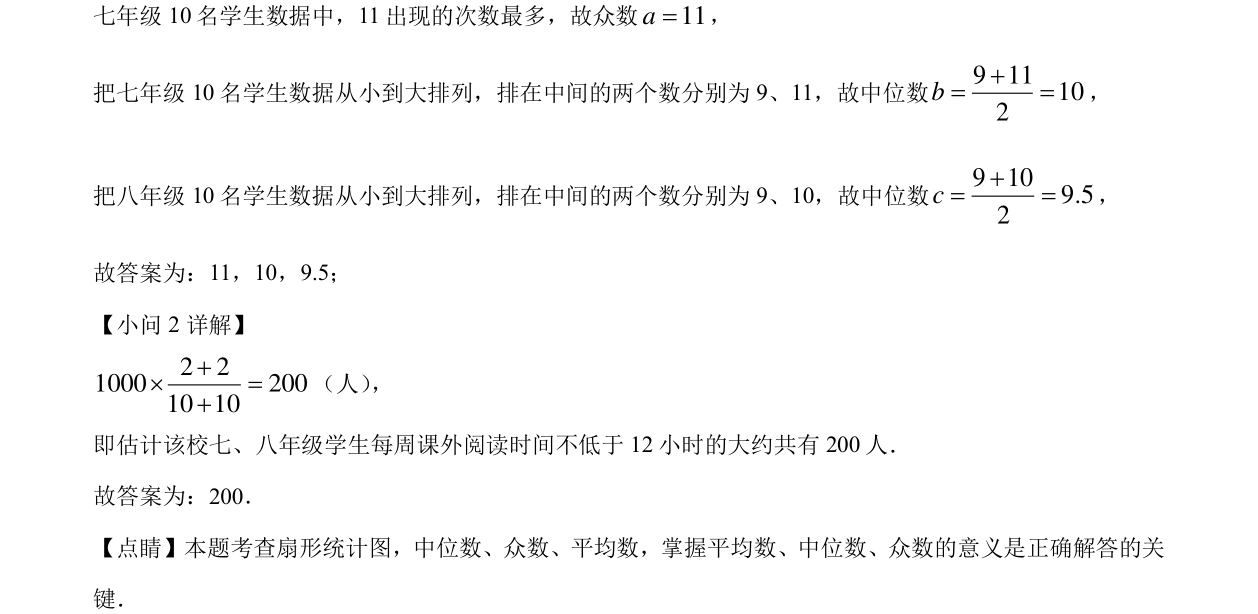 七年级 10 名学生数据中，11 出现的次数最多，故众数 a = 11，
把七年级 10 名学生数据从小到大排列，排在中间的两个数分别为 9、11，故中位数 b = \frac{9+11}{2} = 10，
把八年级 10 名学生数据从小到大排列，排在中间的两个数分别为 9、10，故中位数 c = \frac{9+10}{2} = 9.5，
故答案为：11，10，9.5；
【小问 2 详解】
1000 × \frac{2+2}{10+10} = 200（人），
即估计该校七、八年级学生每周课外阅读时间不低于 12 小时的大约共有 200 人．
故答案为：200．
【点睛】本题考查扇形统计图，中位数、众数、平均数，掌握平均数、中位数、众数的意义是正确解答的关
键．